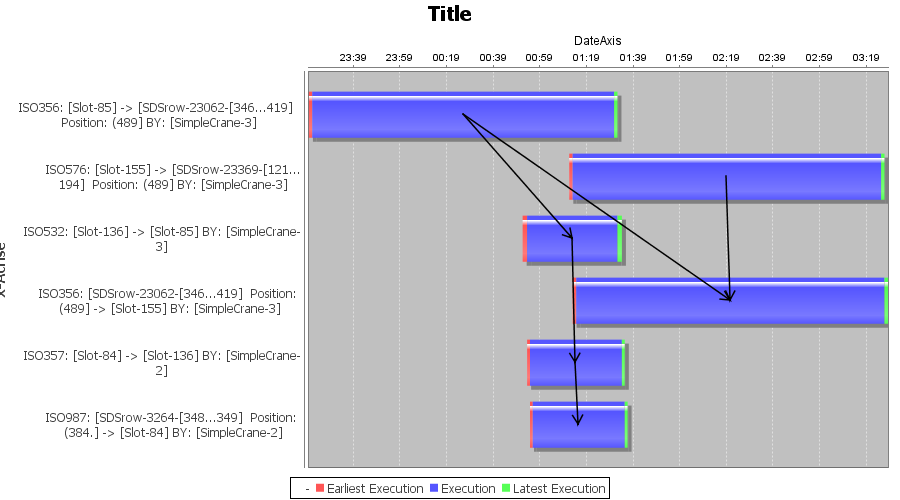 Title
DateAxis
23:39 23:59 00:19 00:39 00:59 01:19 01:39 01:59 02:19 02:39 02:59 03:19
ISO356: [Slot-85] -> [SDSrow-23062-[346...419]
Position: (489] BY: [SimpleCrane-3]
ISO576: [Slot-155] -> [SDSrow-23369-[121...
194] Position: (489] BY: [SimpleCrane-3]
ISO532: [Slot-136] -> [Slot-85] BY: [SimpleCrane-
3]
ISO356: [SDSrow-23062-[346...419] Position:
(489] -> [Slot-155] BY: [SimpleCrane-3]
ISO357: [Slot-84] -> [Slot-136] BY: [SimpleCrane-
2]
ISO987: [SDSrow-3264-[348...349] Position:
(384.] -> [Slot-84] BY: [SimpleCrane-2]
- Earliest Execution Execution Latest Execution